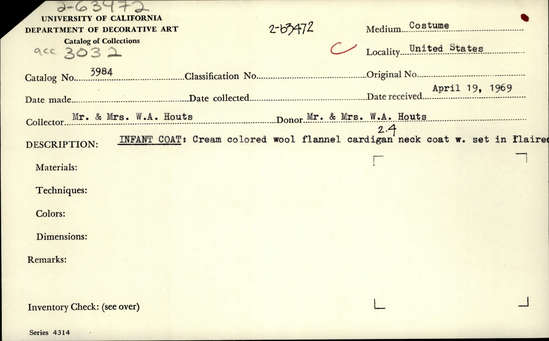 2-63472
UNIVERSITY OF CALIFORNIA
DEPARTMENT OF DECORATIVE ART
Catalog of Collections
acc 3032
2-63472
Medium Costume
C Locality United States
Catalog No. 3984 Classification No. Original No.
Date made Date collected Date received April 19, 1969
Collector Mr. & Mrs. W.A. Houts Donor Mr. & Mrs. W.A. Houts
2.4
DESCRIPTION: INFANT COAT: Cream colored wool flannel cardigan neck coat w. set in flaired
Materials:
Techniques:
Colors:
Dimensions:
Remarks:
Inventory Check: (see over)
Series 4314